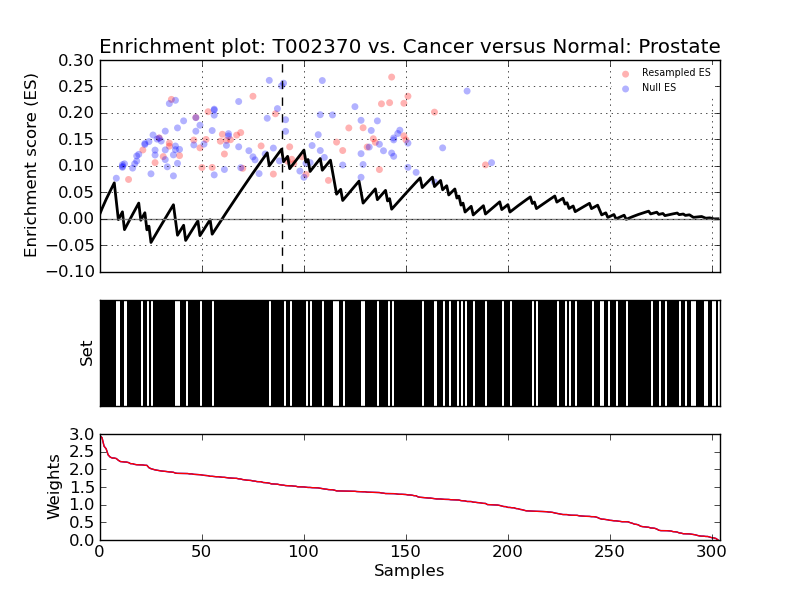 Enrichment plot: T002370 vs. Cancer versus Normal: Prostate
Enrichment score (ES)
0.30
0.25
0.20
0.15
0.10
0.05
0.00
−0.05
−0.10
Resampled ES
Null ES
Set
Weights
3.0
2.5
2.0
1.5
1.0
0.5
0.0
0 50 100 150 200 250 300
Samples